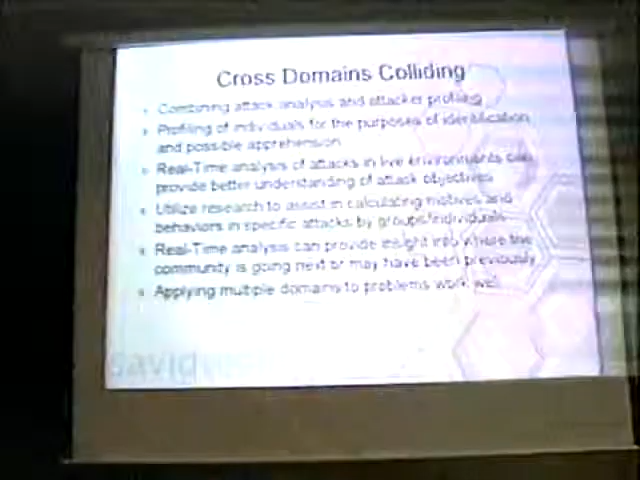 Cross Domains Colliding
Combining attack analysis and attacker profiling
Profiling of individuals for the purposes of identification
and possible apprehension
Real-Time analysis of attacks in live environments can
provide better understanding of attack objectives
Utilize research to assist in calculating motives and
behaviors in specific attacks by groups/individuals
Real-Time analysis can provide insight into where the
community is going next or may have been previously
Applying multiple domains to problems work well